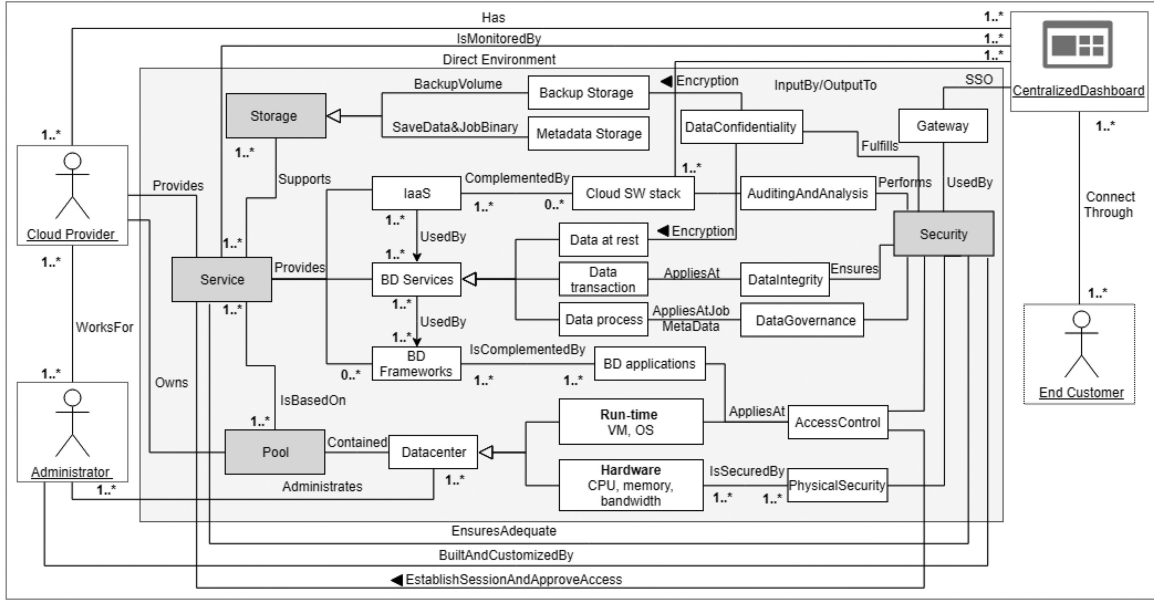 Has
1..*
1..*
IsMonitoredBy
1..*
Direct Environment
1..*
BackupVolume
Encryption
InputBy/OutputTo
SSO
CentralizedDashboard
Storage
Backup Storage
SaveData&JobBinary
Metadata Storage
DataConfidentiality
Gateway
1..*
1..*
1..*
Fulfills
Supports
IaaS
ComplementedBy
1..*
Cloud SW stack
AuditingAndAnalysis
Performs
UsedBy
Provides
Connect
Through
Cloud Provider
1..*
1..*
0..*
UsedBy
Data at rest
Encryption
Security
1..*
1..*
Service
Provides
1..*
BD Services
Data
transaction
AppliesAt
DataIntegrity
Ensures
1..*
1..*
1..*
UsedBy
Data process
AppliesAtJob
MetaData
DataGovernance
WorksFor
1..*
IsComplementedBy
BD
Frameworks
BD applications
0..*
1..*
1..*
1..*
Owns
End Customer
IsBasedOn
1..*
Run-time
VM, OS
AppliesAt
AccessControl
Pool
Contained
Datacenter
Administrator
1..*
Administrates
1..*
Hardware
CPU, memory,
bandwidth
IsSecuredBy
1..*
1..*
PhysicalSecurity
EnsuresAdequate
BuiltAndCustomizedBy
EstablishSessionAndApproveAccess